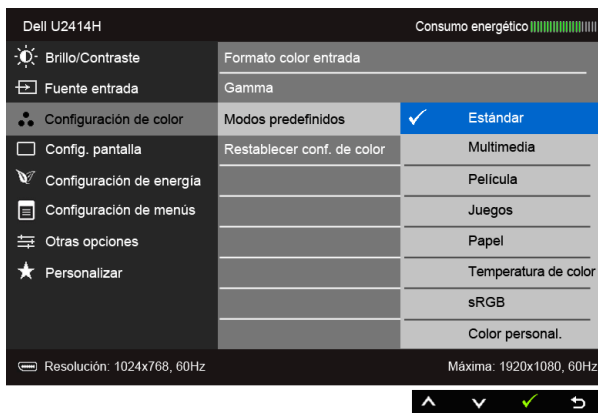 Dell U2414H Consumo energético
Brillo/Contraste Formato color entrada
Fuente entrada Gamma
Configuración de color Modos predefinidos Estándar
Config. pantalla Restablecer conf. de color Multimedia
Configuración de energía Película
Configuración de menús Juegos
Otras opciones Papel
Personalizar Temperatura de color
sRGB
Color personal.
Resolución: 1024x768, 60Hz Máxima: 1920x1080, 60Hz